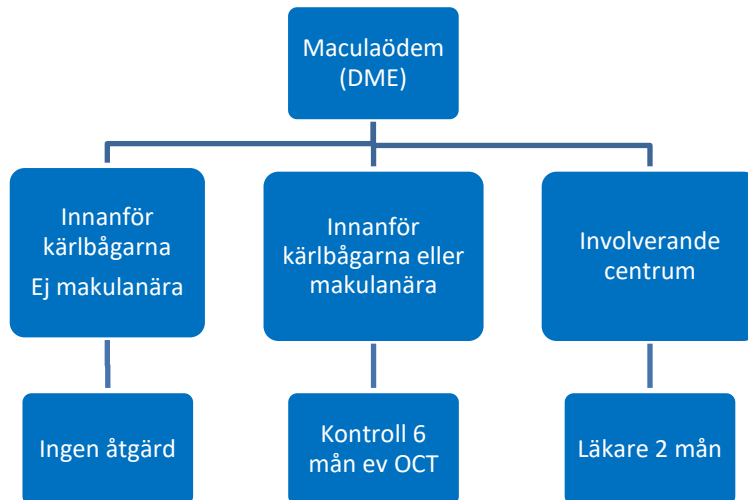 Maculaödem
(DME)
Innanför
kärlbågarna
Ej makulanära
Innanför
kärlbågarna eller
makulanära
Involverande
centrum
Ingen åtgärd
Kontroll 6
mån ev OCT
Läkare 2 mån